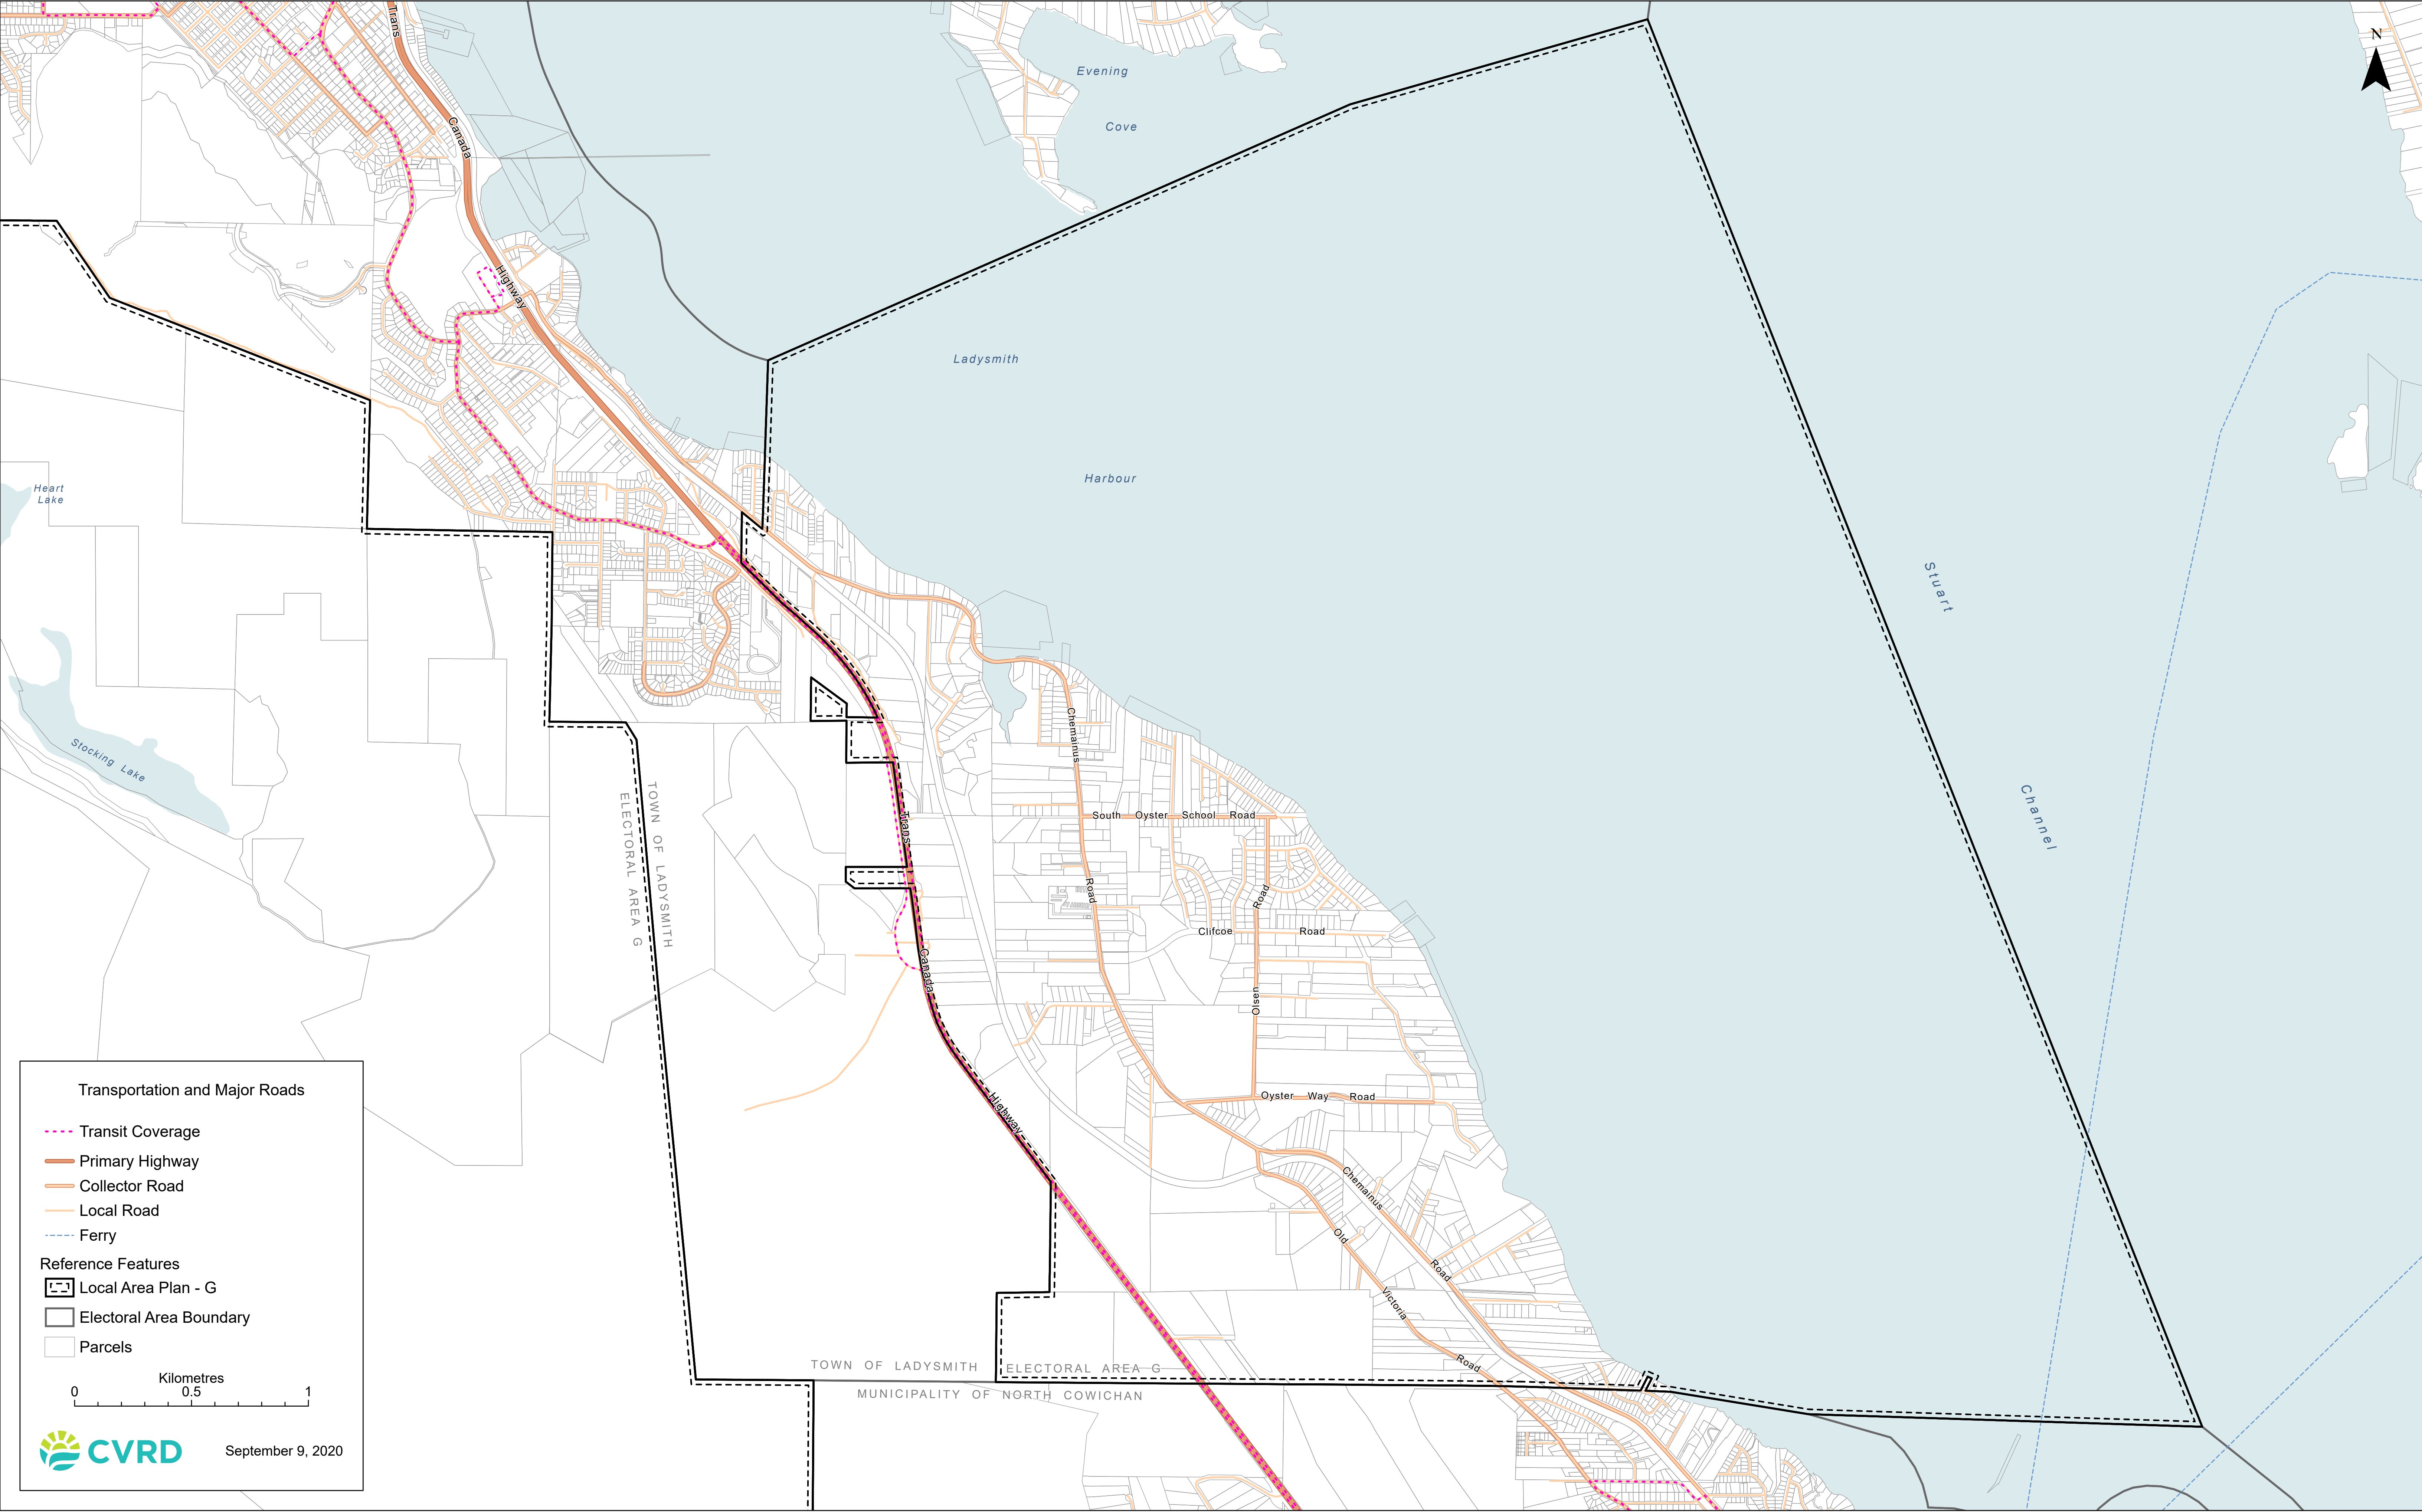 Trans
Canada
Highway
N
Evening
Cove
Ladysmith
Harbour
Heart
Lake
Stocking Lake
Stuart
Channel
TOWN OF LADYSMITH
ELECTORAL AREA G
Trans
Canada
Highway
Chemainus
Road
South Oyster School Road
Road
Clifcoe Road
Olsen
Oyster Way Road
Chemainus
Road
Old
Victoria
Road
TOWN OF LADYSMITH
ELECTORAL AREA G
MUNICIPALITY OF NORTH COWICHAN
Transportation and Major Roads
Transit Coverage
Primary Highway
Collector Road
Local Road
Ferry
Reference Features
Local Area Plan - G
Electoral Area Boundary
Parcels
Kilometres
0 0.5 1
CVRD
September 9, 2020